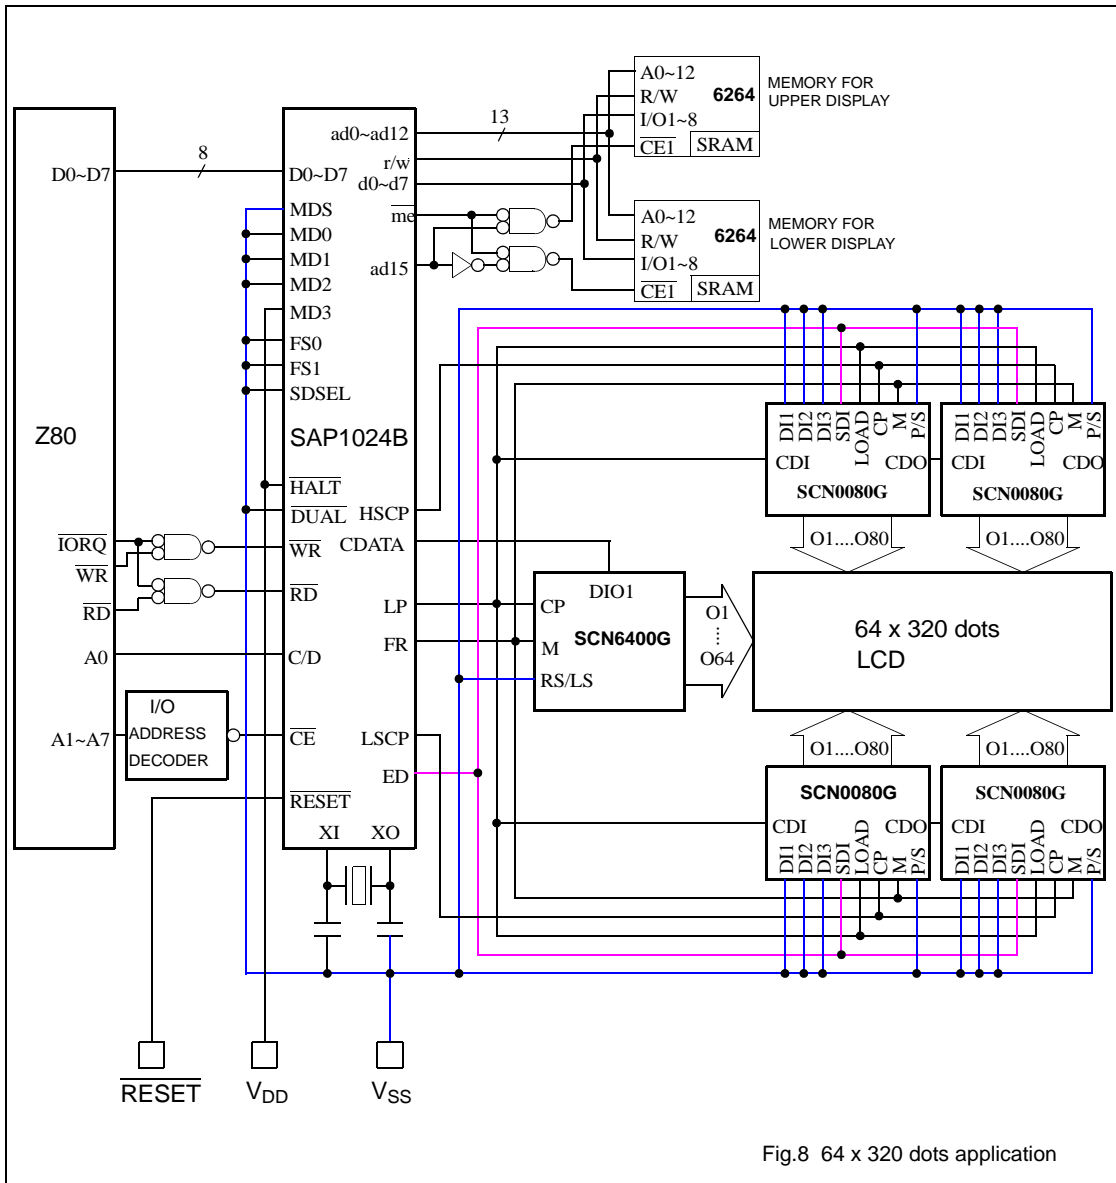 Z80
D0~D7
IORQ
WR
RD
A0
A1~A7
8
I/O
ADDRESS
DECODER
SAP1024B
D0~D7
MDS
MD0
MD1
MD2
MD3
FS0
FS1
SDSEL
HALT
DUAL
WR
RD
C/D
CE
RESET
XI
XO
ad0~ad12
r/w
d0~d7
me
ad15
HSCP
CDATA
LP
FR
LSCP
ED
13
A0~12
R/W
I/O1~8
CE1
6264
SRAM
MEMORY FOR
UPPER DISPLAY
A0~12
R/W
I/O1~8
CE1
6264
SRAM
MEMORY FOR
LOWER DISPLAY
DI1
DI2
DI3
SDI
LOAD
CP
M
P/S
CDI
CDO
SCN0080G
O1....O80
DI1
DI2
DI3
SDI
LOAD
CP
M
P/S
CDI
CDO
SCN0080G
O1....O80
DIO1
CP
SCN6400G
M
RS/LS
O1
.....
O64
64 x 320 dots
LCD
O1....O80
SCN0080G
CDI
CDO
DI1
DI2
DI3
SDI
LOAD
CP
M
P/S
O1....O80
SCN0080G
CDI
CDO
DI1
DI2
DI3
SDI
LOAD
CP
M
P/S
RESET
VDD
VSS
Fig.8 64 x 320 dots application